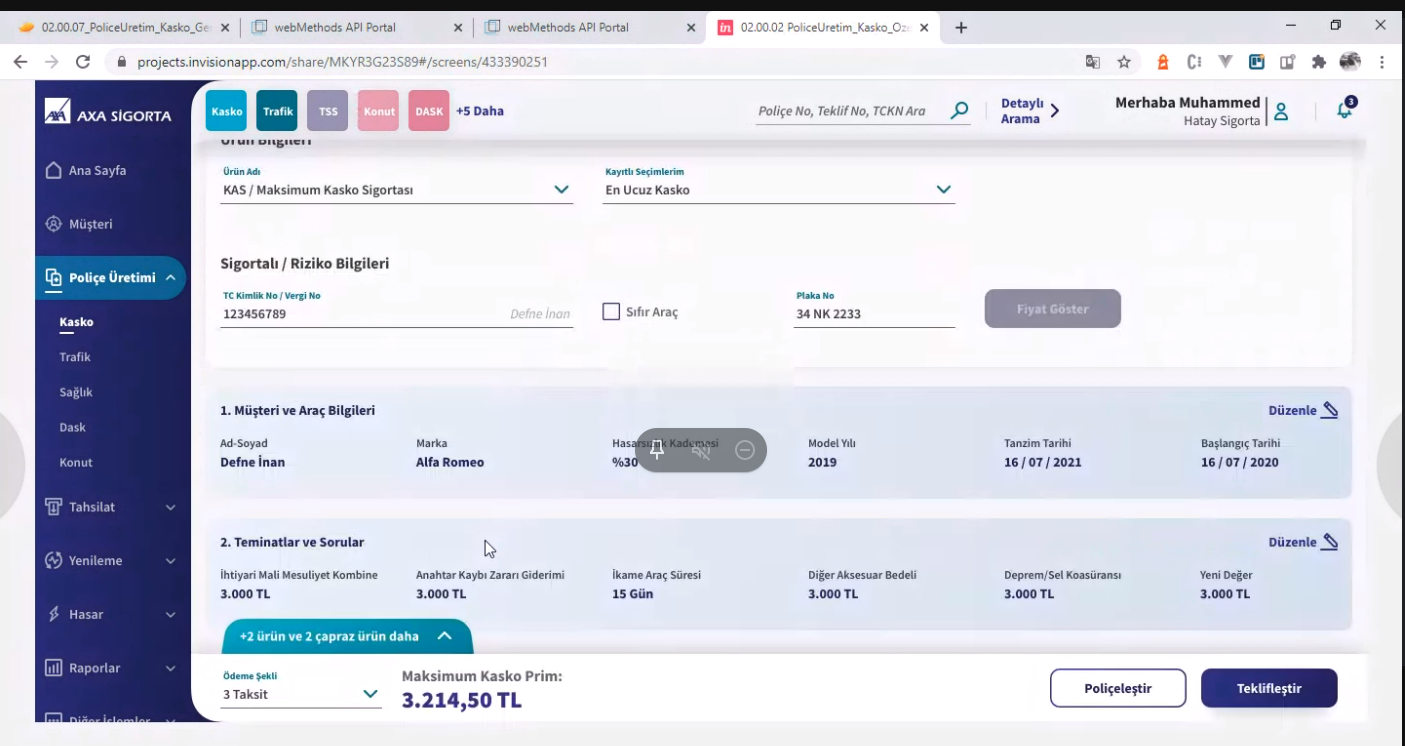 02.00.07_PoliceUretim_Kasko_Ge
webMethods API Portal
webMethods API Portal
02.00.02 PoliceUretim_Kasko_Oz
projects.invisionapp.com/share/MKYR3G23S89#/screens/433390251
AXA SİGORTA
Kasko
Trafik
TSS
Konut
DASK
+5 Daha
Poliçe No, Teklif No, TCKN Ara
Detaylı
Arama
Merhaba Muhammed
Hatay Sigorta
3
Ana Sayfa
Müşteri
Poliçe Üretimi
Kasko
Trafik
Sağlık
Dask
Konut
Tahsilat
Yenileme
Hasar
Raporlar
Diğer İşlemler
Ürün Bilgileri
Ürün Adı
KAS / Maksimum Kasko Sigortası
Kayıtlı Seçimlerim
En Ucuz Kasko
Sigortalı / Riziko Bilgileri
TC Kimlik No / Vergi No
123456789
Defne İnan
Sıfır Araç
Plaka No
34 NK 2233
Fiyat Göster
1. Müşteri ve Araç Bilgileri
Düzenle
Ad-Soyad
Defne İnan
Marka
Alfa Romeo
Hasarsızlık Kademesi
%30
Model Yılı
2019
Tanzim Tarihi
16 / 07 / 2021
Başlangıç Tarihi
16 / 07 / 2020
2. Teminatlar ve Sorular
Düzenle
İhtiyari Mali Mesuliyet Kombine
3.000 TL
Anahtar Kaybı Zararı Giderimi
3.000 TL
İkame Araç Süresi
15 Gün
Diğer Aksesuar Bedeli
3.000 TL
Deprem/Sel Koasüransı
3.000 TL
Yeni Değer
3.000 TL
+2 ürün ve 2 çapraz ürün daha
Ödeme Şekli
3 Taksit
Maksimum Kasko Prim:
3.214,50 TL
Poliçeleştir
Teklifleştir